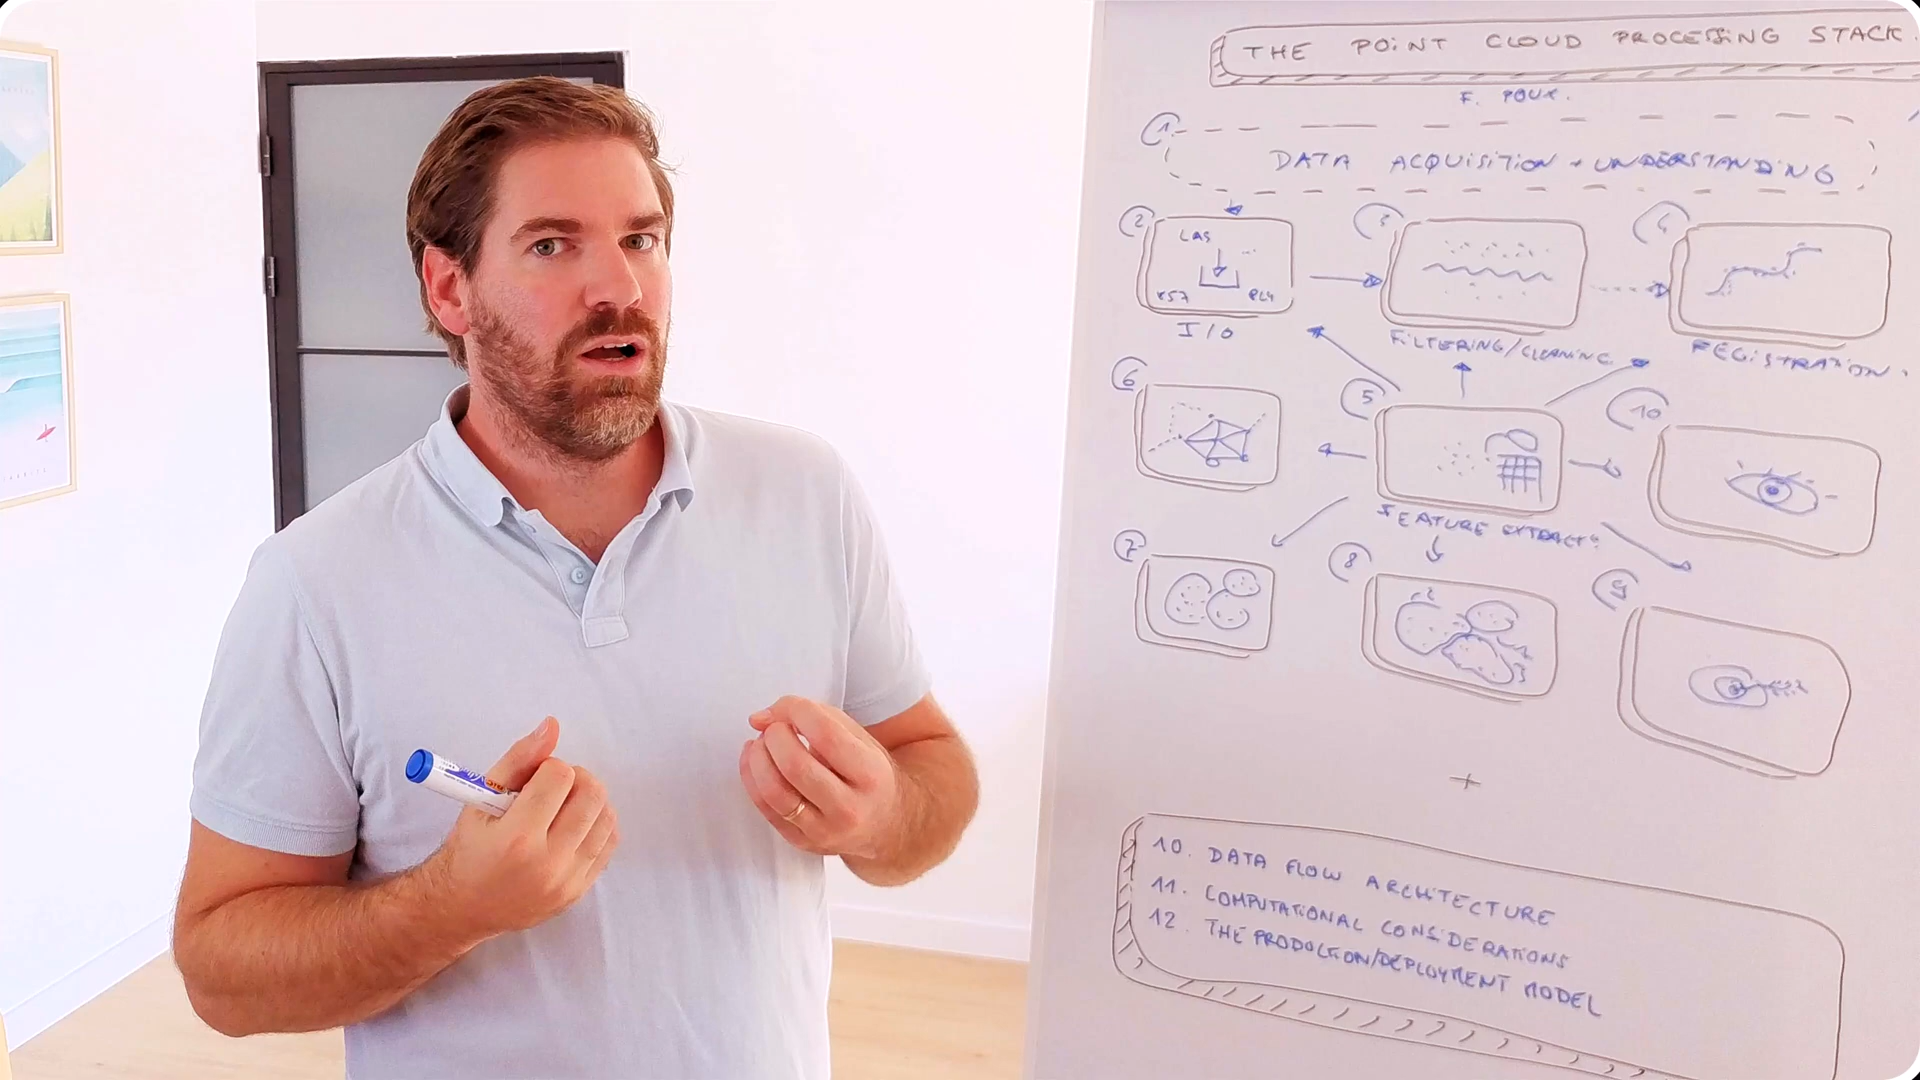 THE POINT CLOUD PROCESSING STACK.
F. POUX.
1
DATA ACQUISITION + UNDERSTANDING
2
3
4
LAS
PLY
I/O
FILTERING/CLEANING
REGISTRATION.
6
5
10
FEATURE EXTRACT
7
8
9
+
10. DATA FLOW ARCHITECTURE
11. COMPUTATIONAL CONSIDERATIONS
12. THE PRODUCTION/DEPLOYMENT MODEL